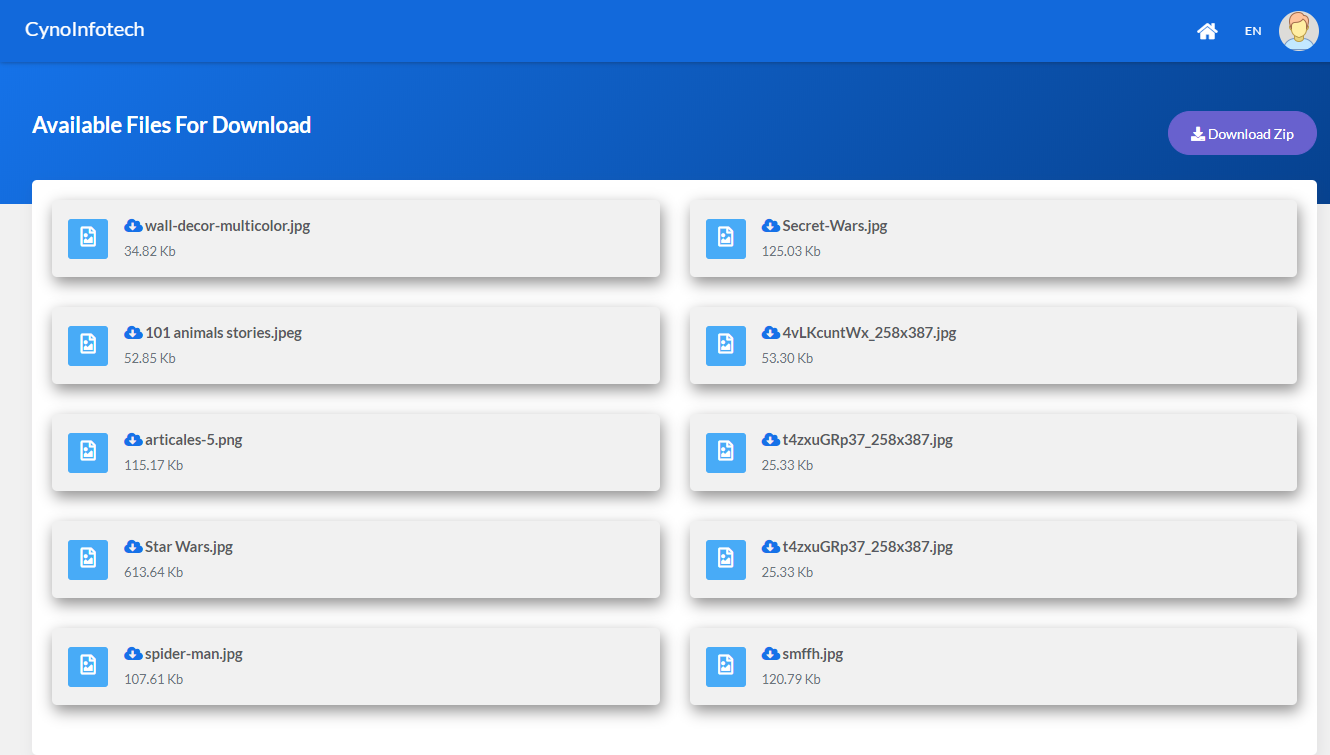 CynoInfotech
EN
Available Files For Download
Download Zip
wall-decor-multicolor.jpg
34.82 Kb
Secret-Wars.jpg
125.03 Kb
101 animals stories.jpeg
52.85 Kb
4vLKcuntWx_258x387.jpg
53.30 Kb
articales-5.png
115.17 Kb
t4zxuGRp37_258x387.jpg
25.33 Kb
Star Wars.jpg
613.64 Kb
t4zxuGRp37_258x387.jpg
25.33 Kb
spider-man.jpg
107.61 Kb
smffh.jpg
120.79 Kb